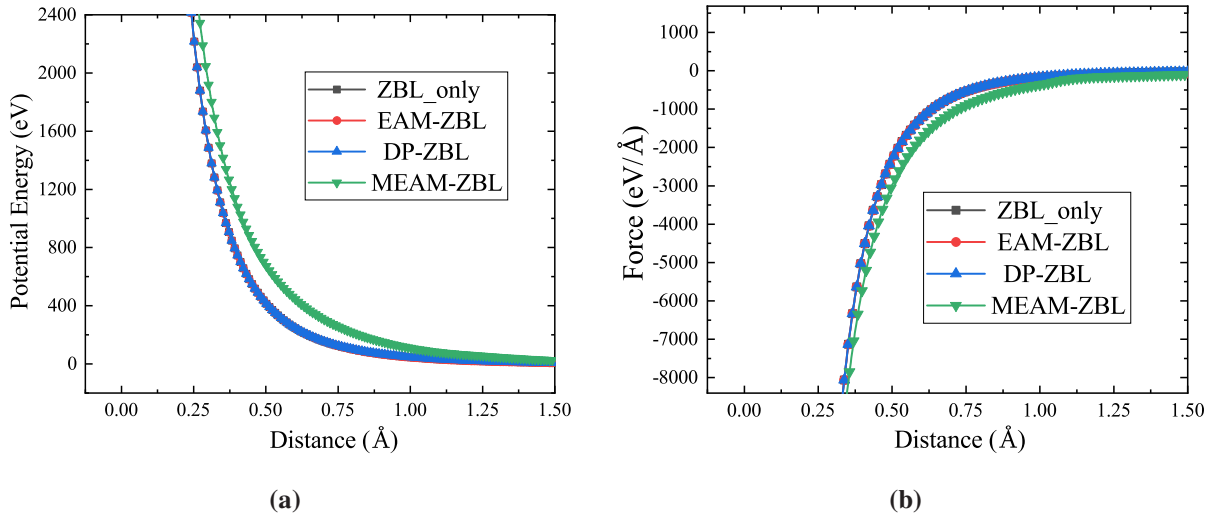 2400
2000
1600
1200
800
400
0
Potential Energy (eV)
ZBL_only
EAM-ZBL
DP-ZBL
MEAM-ZBL
0.00 0.25 0.50 0.75 1.00 1.25 1.50
Distance (Å)
(a)
0
-1000
-2000
-3000
-4000
-5000
-6000
-7000
-8000
Force (eV/Å)
ZBL_only
EAM-ZBL
DP-ZBL
MEAM-ZBL
0.00 0.25 0.50 0.75 1.00 1.25 1.50
Distance (Å)
(b)